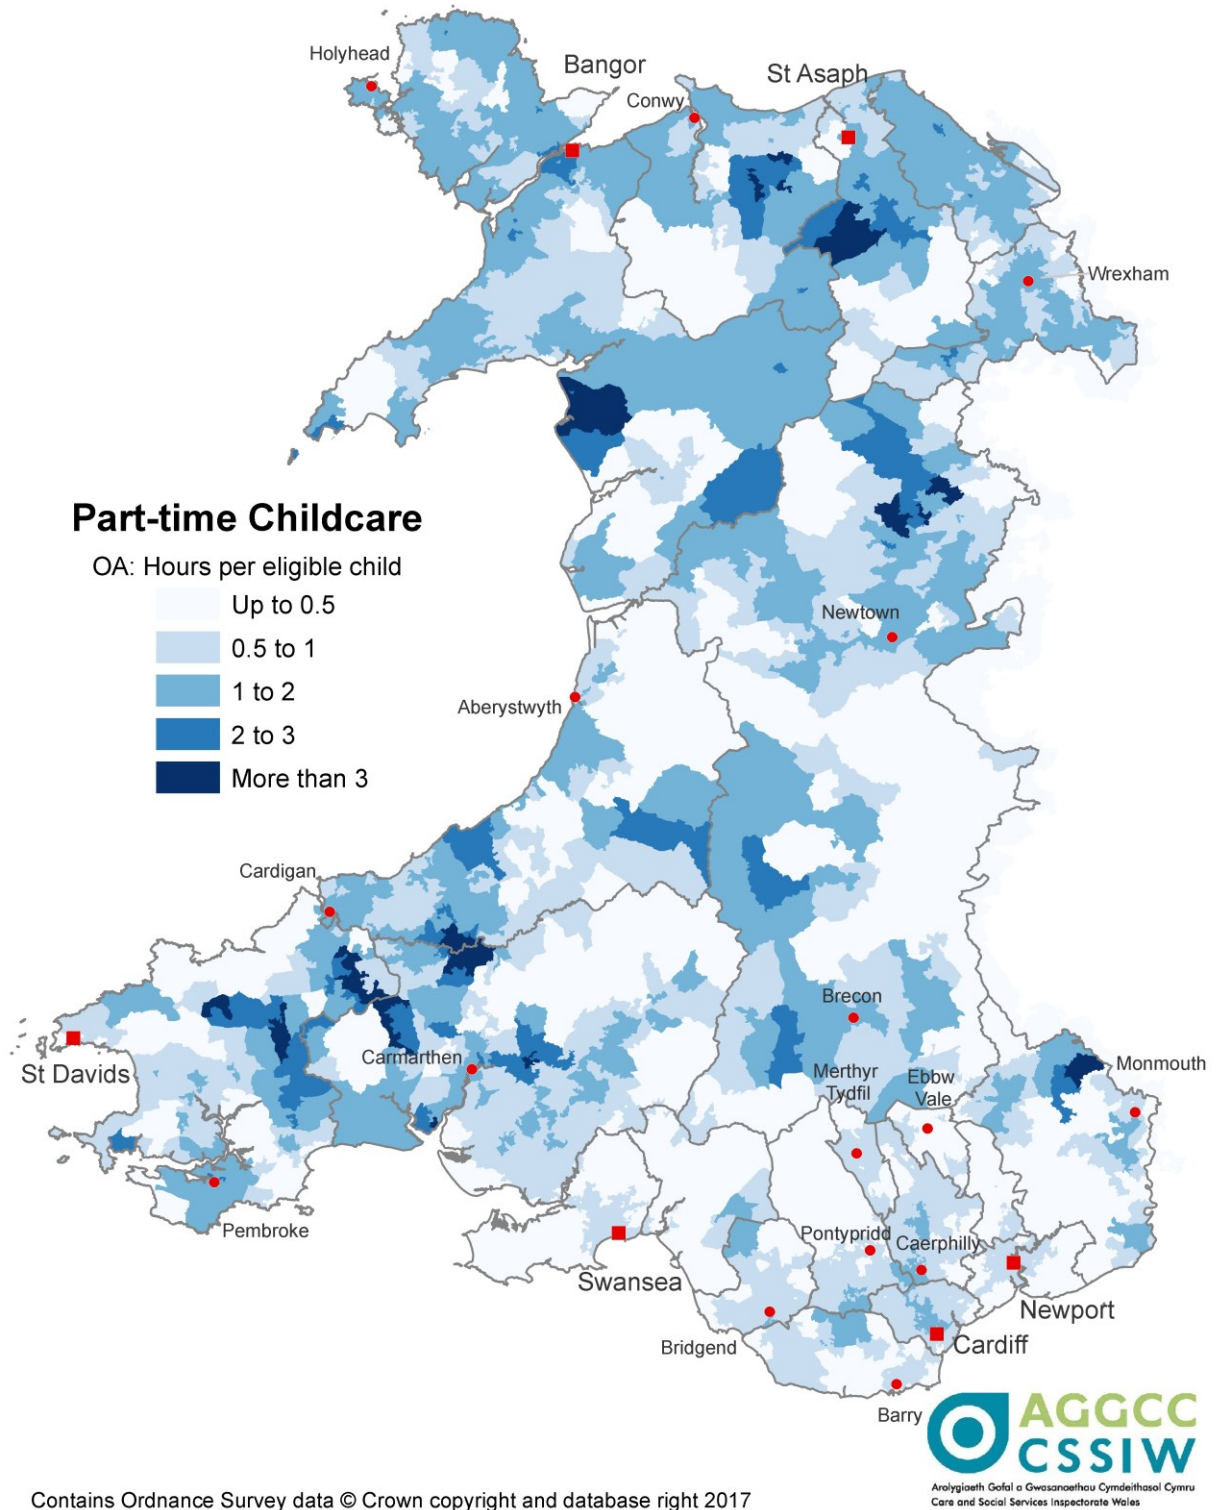 Holyhead
Bangor
St Asaph
Conwy
Wrexham
Part-time Childcare
OA: Hours per eligible child
Up to 0.5
0.5 to 1
1 to 2
2 to 3
More than 3
Newtown
Aberystwyth
Cardigan
Brecon
St Davids
Carmarthen
Merthyr
Tydfil
Ebbw
Vale
Monmouth
Pembroke
Pontypridd
Caerphilly
Swansea
Newport
Bridgend
Cardiff
Barry
AGGCC
CSSIW
Arolygiaeth Gofal a Gwasanaethau Cymdeithasol Cymru
Care and Social Services Inspectorate Wales
Contains Ordnance Survey data © Crown copyright and database right 2017